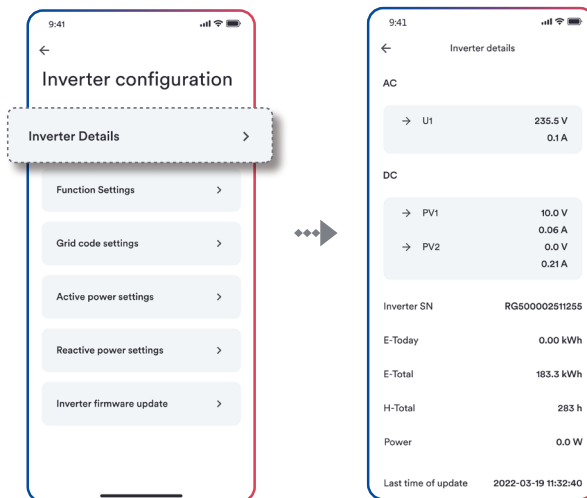 9:41
Inverter configuration
Inverter Details
Function Settings
Grid code settings
Active power settings
Reactive power settings
Inverter firmware update
9:41
Inverter details
AC
U1 235.5 V
0.1 A
DC
PV1 10.0 V
0.06 A
PV2 0.0 V
0.21 A
Inverter SN RG500002511255
E-Today 0.00 kWh
E-Total 183.3 kWh
H-Total 283 h
Power 0.0 W
Last time of update 2022-03-19 11:32:40